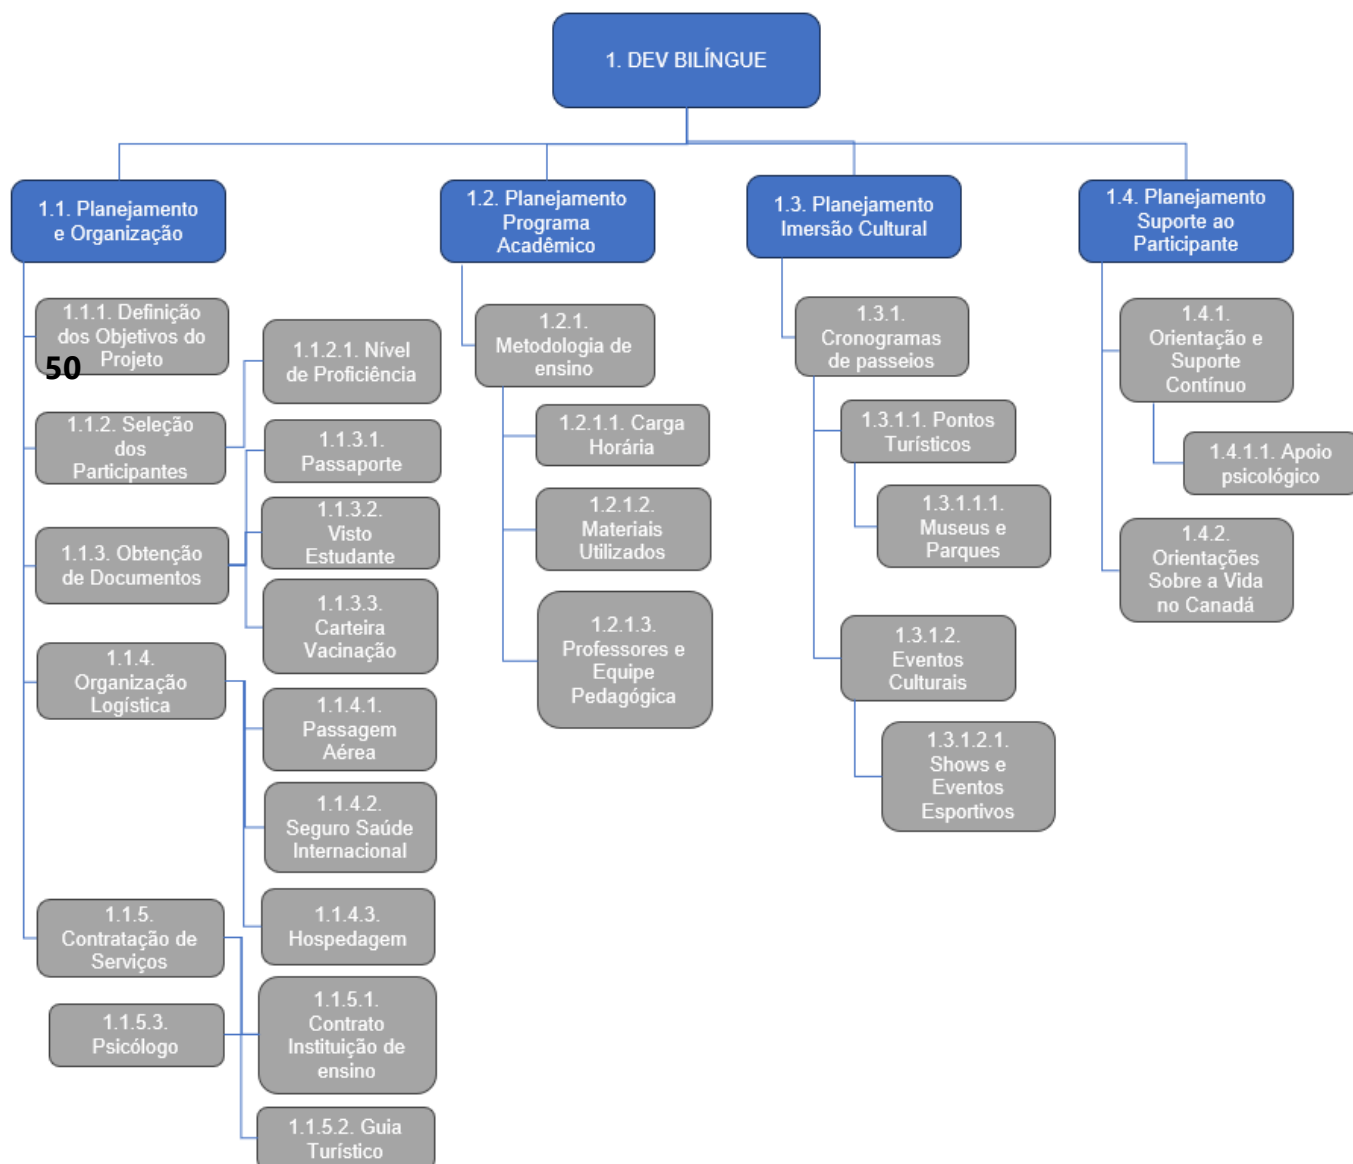 1. DEV BILÍNGUE
1.1. Planejamento
e Organização
1.1.1. Definição
dos Objetivos do
Projeto
50
1.1.2. Seleção
dos
Participantes
1.1.2.1. Nível
de Proficiência
1.1.3. Obtenção
de Documentos
1.1.3.1.
Passaporte
1.1.3.2.
Visto
Estudante
1.1.3.3.
Carteira
Vacinação
1.1.4.
Organização
Logística
1.1.4.1.
Passagem
Aérea
1.1.4.2.
Seguro Saúde
Internacional
1.1.4.3.
Hospedagem
1.1.5.
Contratação de
Serviços
1.1.5.1.
Contrato
Instituição de
ensino
1.1.5.2. Guia
Turístico
1.1.5.3.
Psicólogo
1.2. Planejamento
Programa
Acadêmico
1.2.1.
Metodologia de
ensino
1.2.1.1. Carga
Horária
1.2.1.2.
Materiais
Utilizados
1.2.1.3.
Professores e
Equipe
Pedagógica
1.3. Planejamento
Imersão Cultural
1.3.1.
Cronogramas
de passeios
1.3.1.1. Pontos
Turísticos
1.3.1.1.1.
Museus e
Parques
1.3.1.2.
Eventos
Culturais
1.3.1.2.1.
Shows e
Eventos
Esportivos
1.4. Planejamento
Suporte ao
Participante
1.4.1.
Orientação e
Suporte
Contínuo
1.4.1.1. Apoio
psicológico
1.4.2.
Orientações
Sobre a Vida
no Canadá